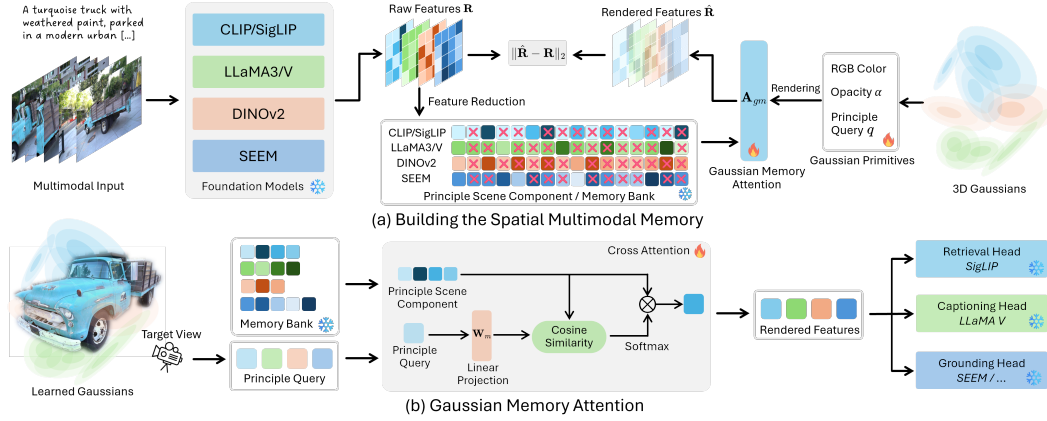 A turquoise truck with
weathered paint, parked
in a modern urban [...]
Multimodal Input
CLIP/SigLIP
LLaMA3/V
DINOv2
SEEM
Foundation Models
Raw Features R
‖R̂ − R‖₂
Rendered Features R̂
Feature Reduction
CLIP/SigLIP
LLaMA3/V
DINOv2
SEEM
Principle Scene Component / Memory Bank
A_gm
Gaussian Memory
Attention
Rendering
RGB Color
Opacity α
Principle
Query q
Gaussian Primitives
3D Gaussians
(a) Building the Spatial Multimodal Memory
Learned Gaussians
Target View
Memory Bank
Principle Query
Cross Attention
Principle Scene
Component
Principle
Query
W_m
Linear
Projection
Cosine
Similarity
Softmax
Rendered Features
Retrieval Head
SigLIP
Captioning Head
LLaMA V
Grounding Head
SEEM / ...
(b) Gaussian Memory Attention